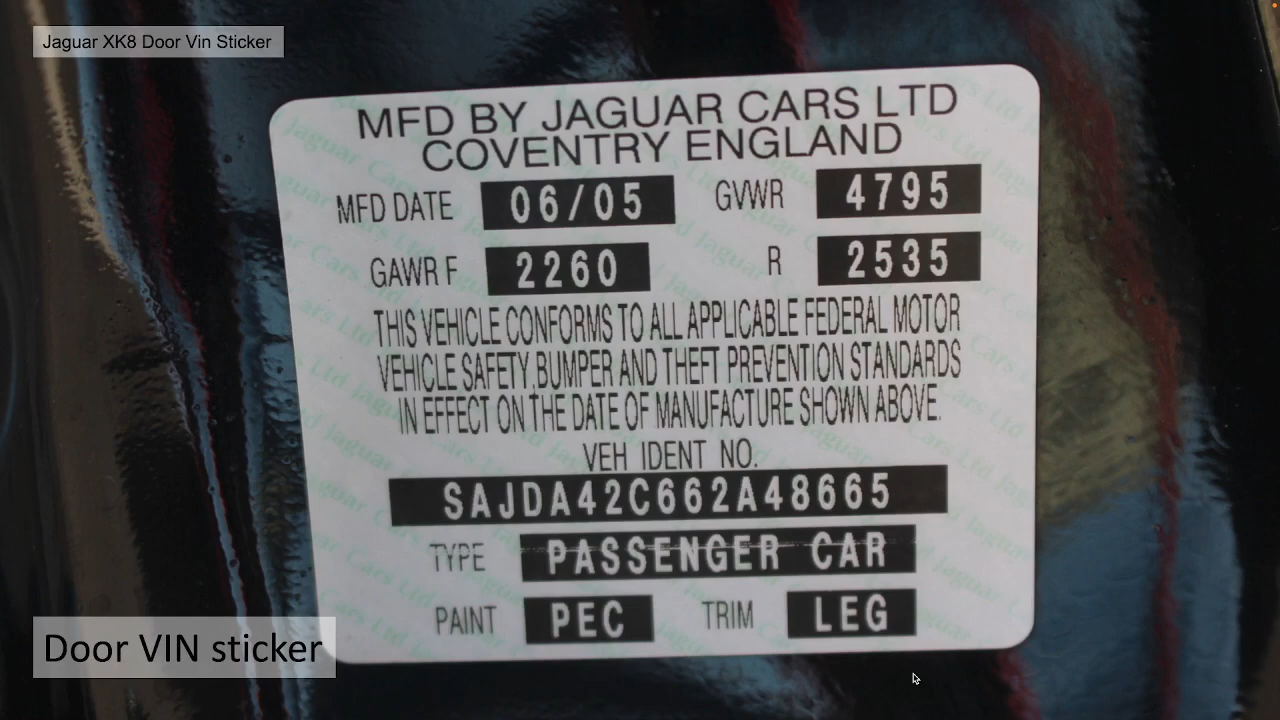 Jaguar XK8 Door Vin Sticker
MFD BY JAGUAR CARS LTD
COVENTRY ENGLAND
MFD DATE 06/05 GVWR 4795
GAWR F 2260 R 2535
THIS VEHICLE CONFORMS TO ALL APPLICABLE FEDERAL MOTOR
VEHICLE SAFETY,BUMPER AND THEFT PREVENTION STANDARDS
IN EFFECT ON THE DATE OF MANUFACTURE SHOWN ABOVE.
VEH IDENT NO.
SAJDA42C662A48665
TYPE PASSENGER CAR
PAINT PEC TRIM LEG
Door VIN sticker